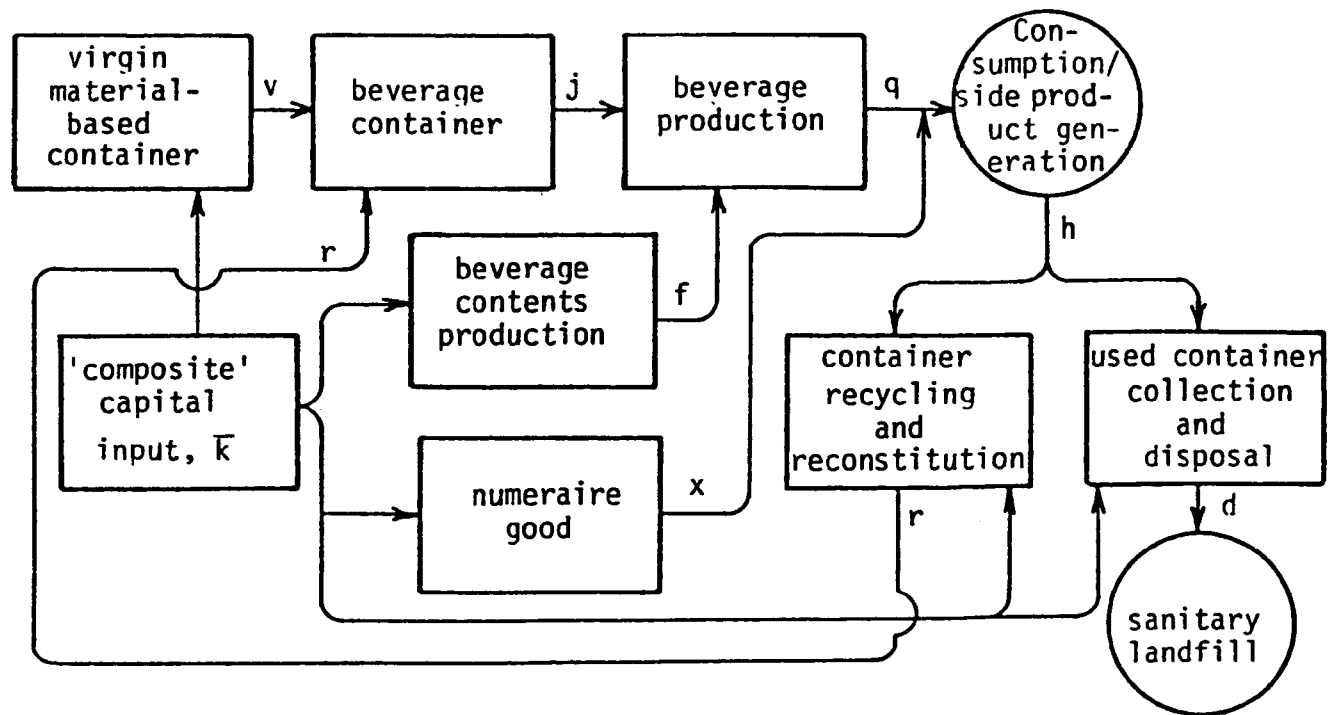 virgin
material-
based
container
v
beverage
container
j
beverage
production
q
Con-
sumption/
side prod-
uct gen-
eration
h
r
beverage
contents
production
f
'composite'
capital
input, k̅
numeraire
good
x
container
recycling
and
reconstitution
r
used container
collection
and
disposal
d
sanitary
landfill